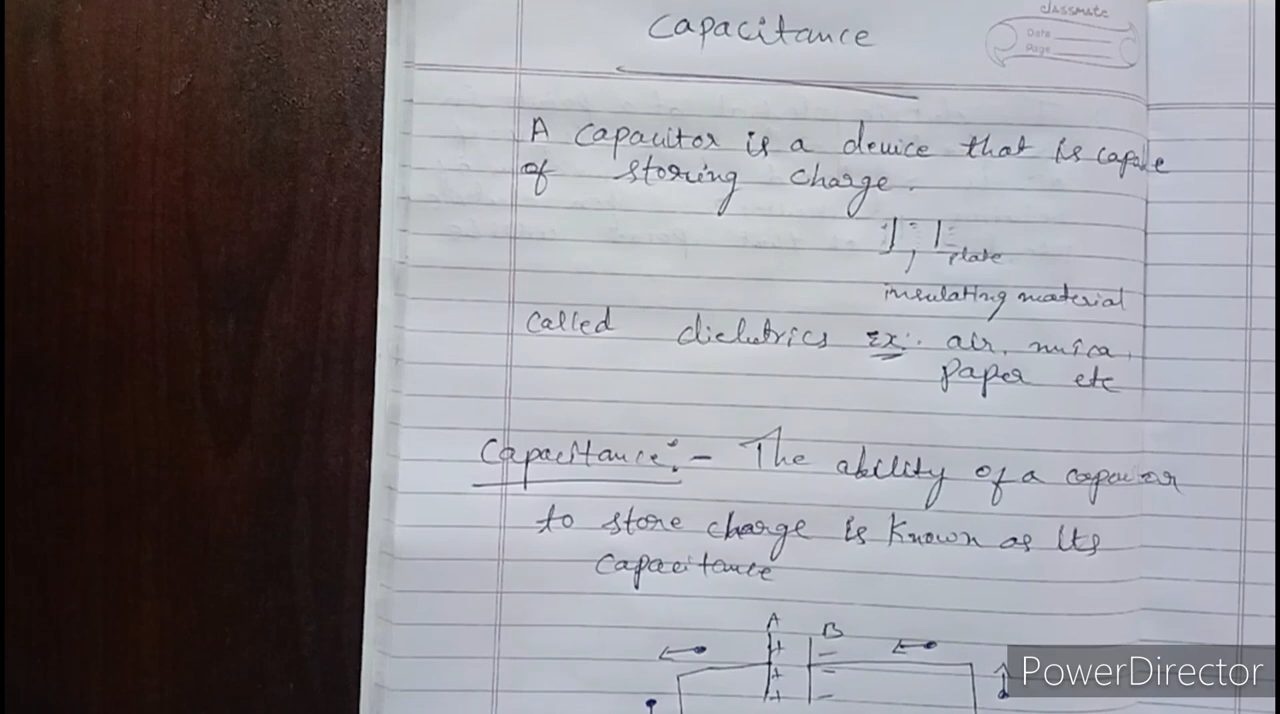 classmate
Date
Page
Capacitance
A capacitor is a device that is capale
of storing charge.
plate
insulating material
called dielectrics Ex:. air, mica,
paper etc
Capacitance:- The ability of a capacitor
to store charge is known as its
capacitance
A B
+ -
+ -
+ -
PowerDirector